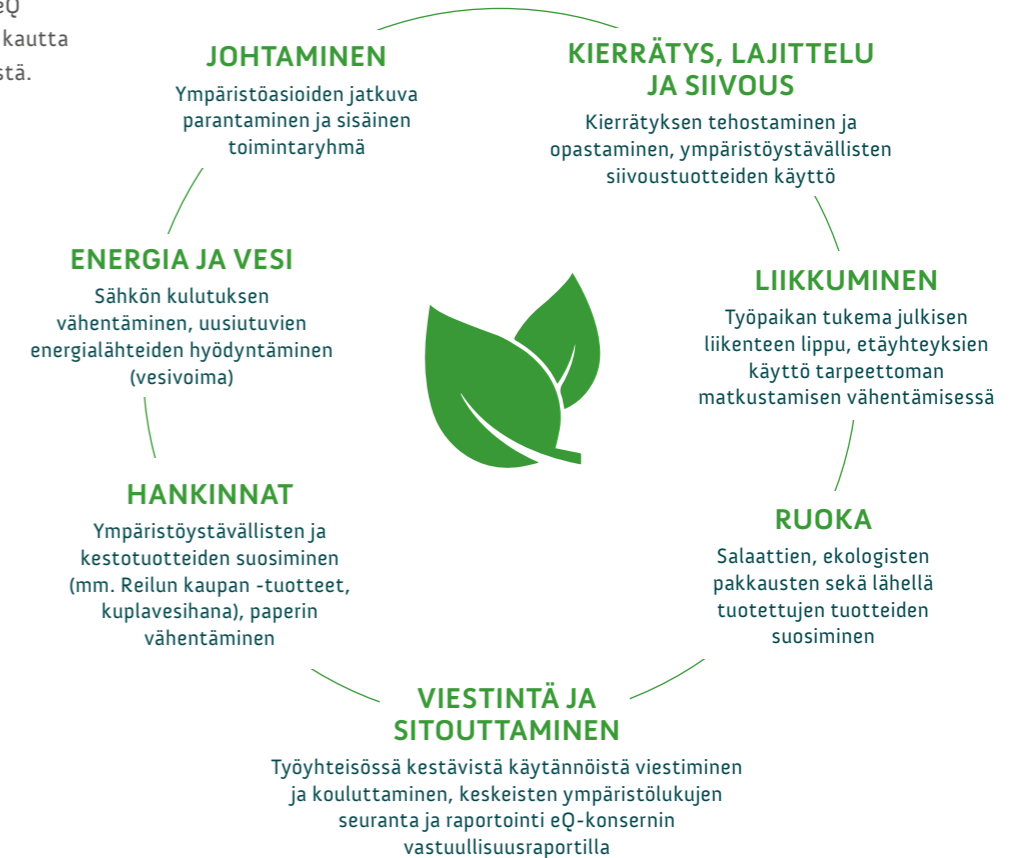 eQ
kautta
stä.
JOHTAMINEN
Ympäristöasioiden jatkuva
parantaminen ja sisäinen
toimintaryhmä
KIERRÄTYS, LAJITTELU
JA SIIVOUS
Kierrätyksen tehostaminen ja
opastaminen, ympäristöystävällisten
siivoustuotteiden käyttö
ENERGIA JA VESI
Sähkön kulutuksen
vähentäminen, uusiutuvien
energialähteiden hyödyntäminen
(vesivoima)
LIIKKUMINEN
Työpaikan tukema julkisen
liikenteen lippu, etäyhteyksien
käyttö tarpeettoman
matkustamisen vähentämisessä
HANKINNAT
Ympäristöystävällisten ja
kestotuotteiden suosiminen
(mm. Reilun kaupan -tuotteet,
kuplavesihana), paperin
vähentäminen
RUOKA
Salaattien, ekologisten
pakkausten sekä lähellä
tuotettujen tuotteiden
suosiminen
VIESTINTÄ JA
SITOUTTAMINEN
Työyhteisössä kestävistä käytännöistä viestiminen
ja kouluttaminen, keskeisten ympäristölukujen
seuranta ja raportointi eQ-konsernin
vastuullisuusraportilla